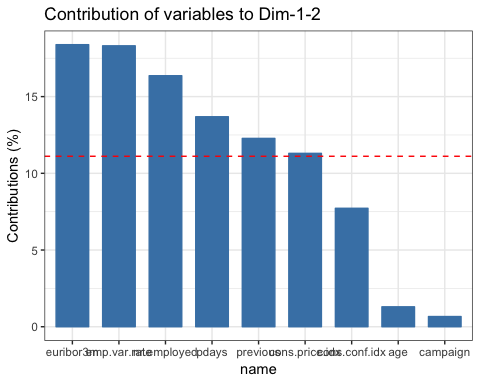 Contribution of variables to Dim-1-2
Contributions (%)
15
10
5
0
euribor3m emp.var.rate nr.employed pdays previous cons.price.idx cons.conf.idx age campaign
name